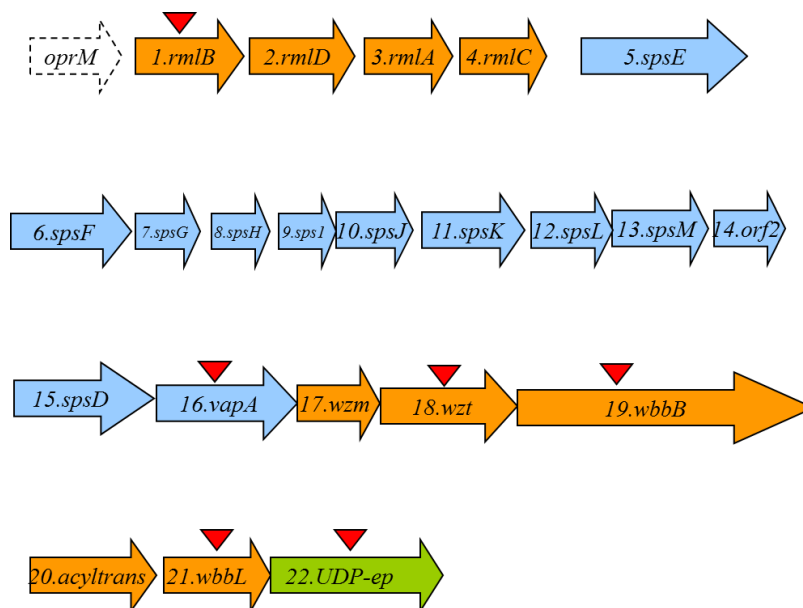 oprM 1.rmlB 2.rmlD 3.rmlA 4.rmlC 5.spsE
6.spsF 7.spsG 8.spsH 9.sps1 10.spsJ 11.spsK 12.spsL 13.spsM 14.orf2
15.spsD 16.vapA 17.wzm 18.wzt 19.wbbB
20.acyltrans 21.wbbL 22.UDP-ep